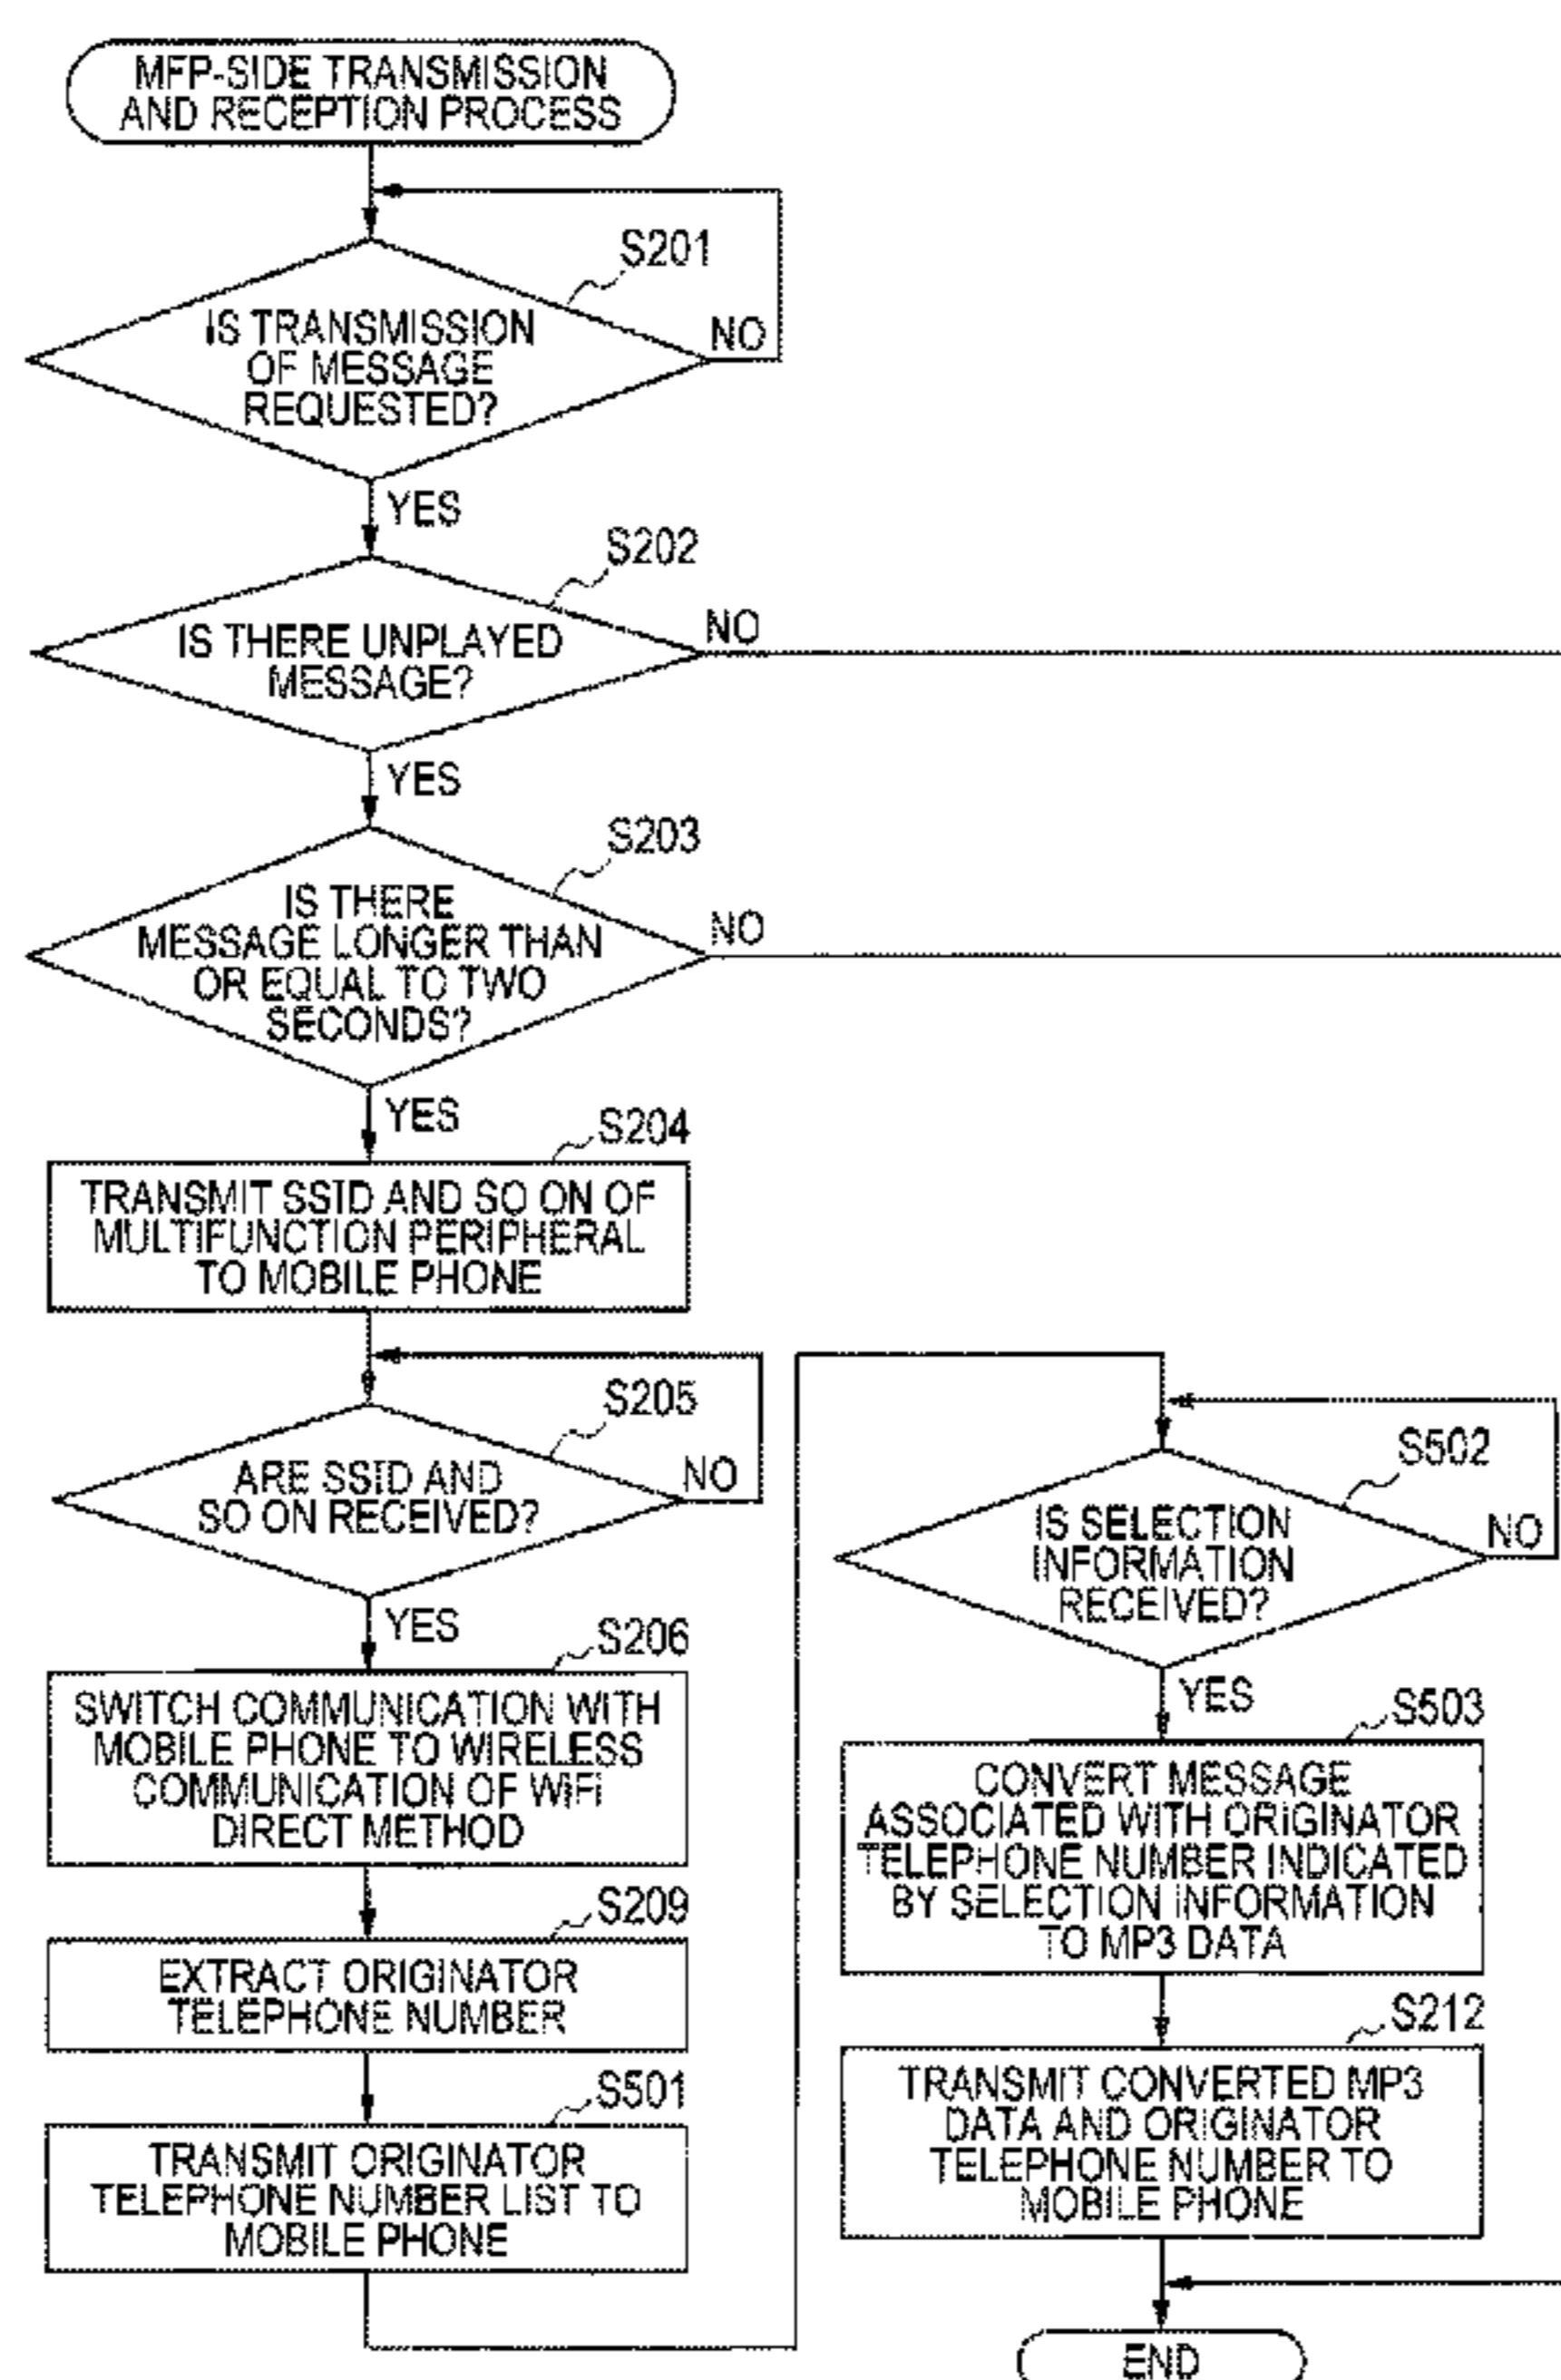 MFP-SIDE TRANSMISSION
AND RECEPTION PROCESS
S201
IS TRANSMISSION
OF MESSAGE
REQUESTED?
NO
YES
S202
IS THERE UNPLAYED
MESSAGE?
NO
YES
S203
IS THERE
MESSAGE LONGER THAN
OR EQUAL TO TWO
SECONDS?
NO
YES
S204
TRANSMIT SSID AND SO ON OF
MULTIFUNCTION PERIPHERAL
TO MOBILE PHONE
S205
ARE SSID AND
SO ON RECEIVED?
NO
YES
S206
SWITCH COMMUNICATION WITH
MOBILE PHONE TO WIRELESS
COMMUNICATION OF WiFi
DIRECT METHOD
S209
EXTRACT ORIGINATOR
TELEPHONE NUMBER
S501
TRANSMIT ORIGINATOR
TELEPHONE NUMBER LIST TO
MOBILE PHONE
S502
IS SELECTION
INFORMATION
RECEIVED?
NO
YES
S503
CONVERT MESSAGE
ASSOCIATED WITH ORIGINATOR
TELEPHONE NUMBER INDICATED
BY SELECTION INFORMATION
TO MP3 DATA
S212
TRANSMIT CONVERTED MP3
DATA AND ORIGINATOR
TELEPHONE NUMBER TO
MOBILE PHONE
END